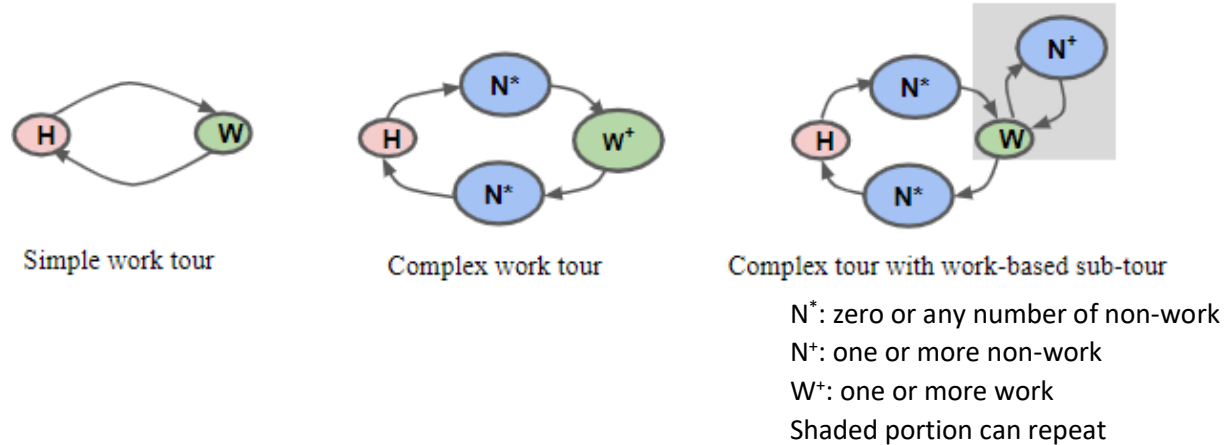 H
W
Simple work tour
N*
H
W+
N*
Complex work tour
N+
N*
H
W
N*
Complex tour with work-based sub-tour
N*: zero or any number of non-work
N+: one or more non-work
W+: one or more work
Shaded portion can repeat